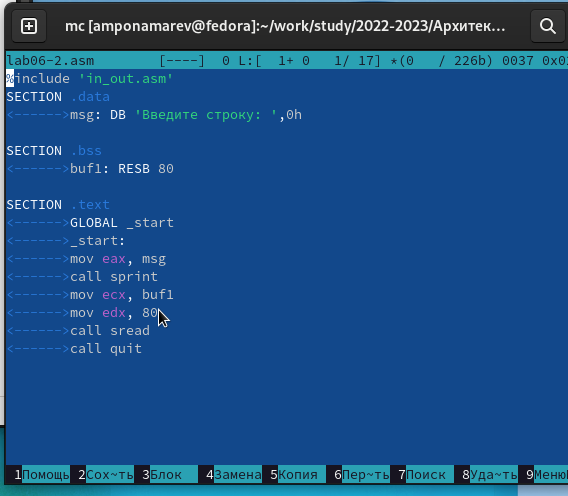 mc [amponamarev@fedora]:~/work/study/2022-2023/Архитек...
lab06-2.asm [----] 0 L:[ 1+ 0 1/ 17] *(0 / 226b) 0037 0x0
%include 'in_out.asm'
SECTION .data
<------>msg: DB 'Введите строку: ',0h
SECTION .bss
<------>buf1: RESB 80
SECTION .text
<------>GLOBAL _start
<------>_start:
<------>mov eax, msg
<------>call sprint
<------>mov ecx, buf1
<------>mov edx, 80
<------>call sread
<------>call quit
1Помощь 2Сох~ть 3Блок 4Замена 5Копия 6Пер~ть 7Поиск 8Уда~ть 9Меню